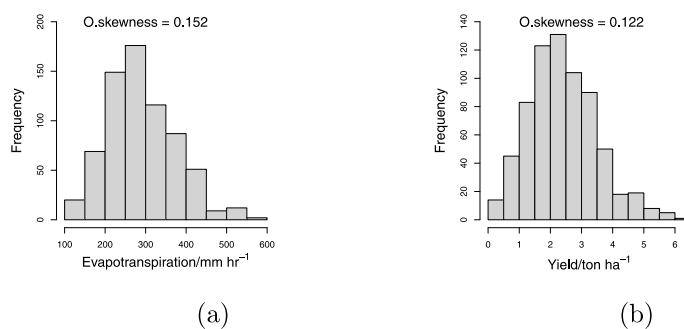 O.skewness = 0.152
200
150
100
50
0
Frequency
100 200 300 400 500 600
Evapotranspiration/mm hr⁻¹
(a)
O.skewness = 0.122
140
120
100
80
60
40
20
0
Frequency
0 1 2 3 4 5 6
Yield/ton ha⁻¹
(b)